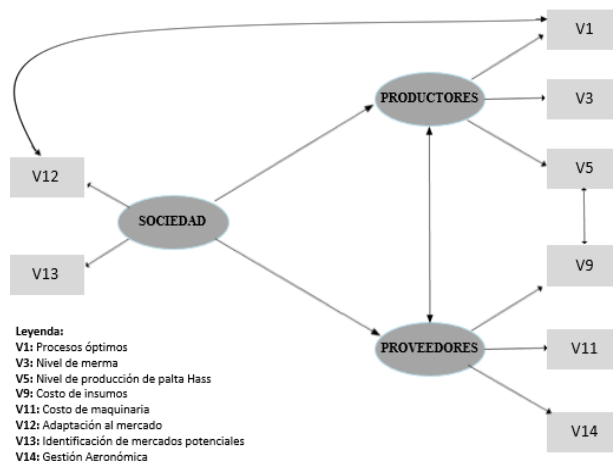 V1
PRODUCTORES
V3
V12
V5
SOCIEDAD
V9
V13
Leyenda:
V1: Procesos óptimos
V3: Nivel de merma
V5: Nivel de producción de palta Hass
V9: Costo de insumos
V11: Costo de maquinaria
V12: Adaptación al mercado
V13: Identificación de mercados potenciales
V14: Gestión Agronómica
PROVEEDORES
V11
V14